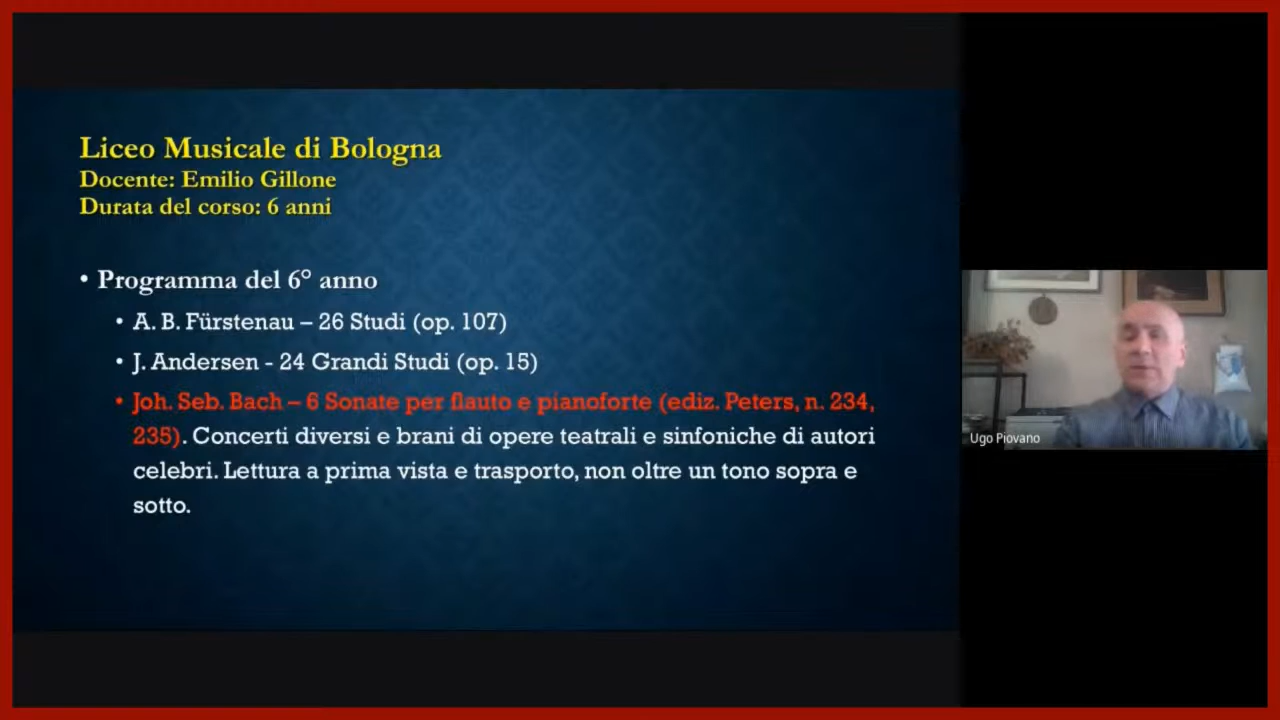 Liceo Musicale di Bologna
Docente: Emilio Gillone
Durata del corso: 6 anni
• Programma del 6° anno
• A. B. Fürstenau – 26 Studi (op. 107)
• J. Andersen - 24 Grandi Studi (op. 15)
• Joh. Seb. Bach – 6 Sonate per flauto e pianoforte (ediz. Peters, n. 234,
235). Concerti diversi e brani di opere teatrali e sinfoniche di autori
celebri. Lettura a prima vista e trasporto, non oltre un tono sopra e
sotto.
Ugo Piovano